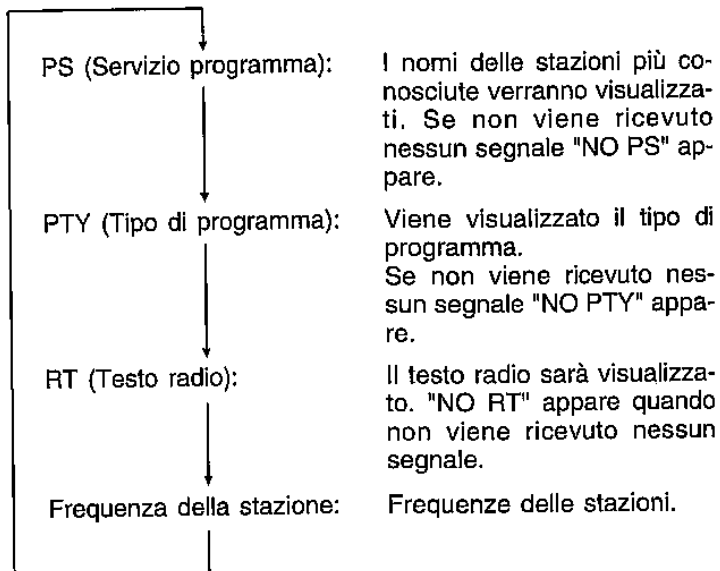 PS (Servizio programma): I nomi delle stazioni più co-
nosciute verranno visualizza-
ti. Se non viene ricevuto
nessun segnale "NO PS" ap-
pare.
PTY (Tipo di programma): Viene visualizzato il tipo di
programma.
Se non viene ricevuto nes-
sun segnale "NO PTY" appa-
re.
RT (Testo radio): Il testo radio sarà visualizza-
to. "NO RT" appare quando
non viene ricevuto nessun
segnale.
Frequenza della stazione: Frequenze delle stazioni.